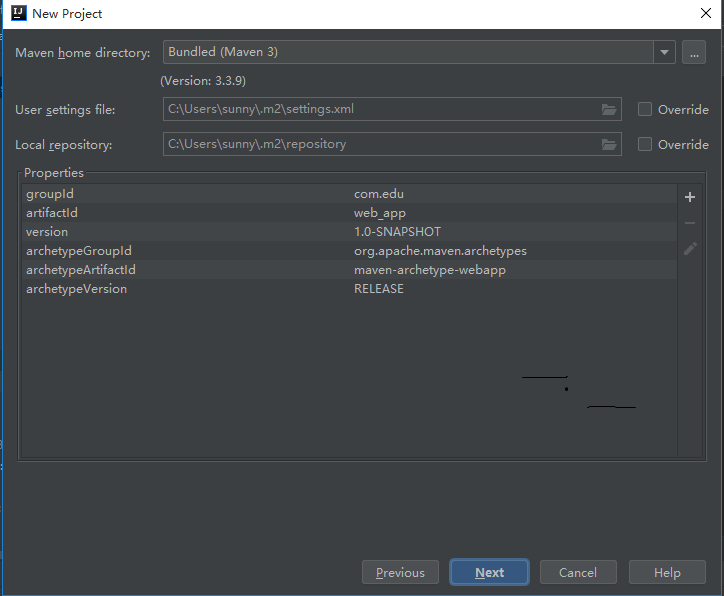 New Project
Maven home directory: Bundled (Maven 3) ...
(Version: 3.3.9)
User settings file: C:\Users\sunny\.m2\settings.xml Override
Local repository: C:\Users\sunny\.m2\repository Override
Properties
groupId com.edu
artifactId web_app
version 1.0-SNAPSHOT
archetypeGroupId org.apache.maven.archetypes
archetypeArtifactId maven-archetype-webapp
archetypeVersion RELEASE
Previous Next Cancel Help